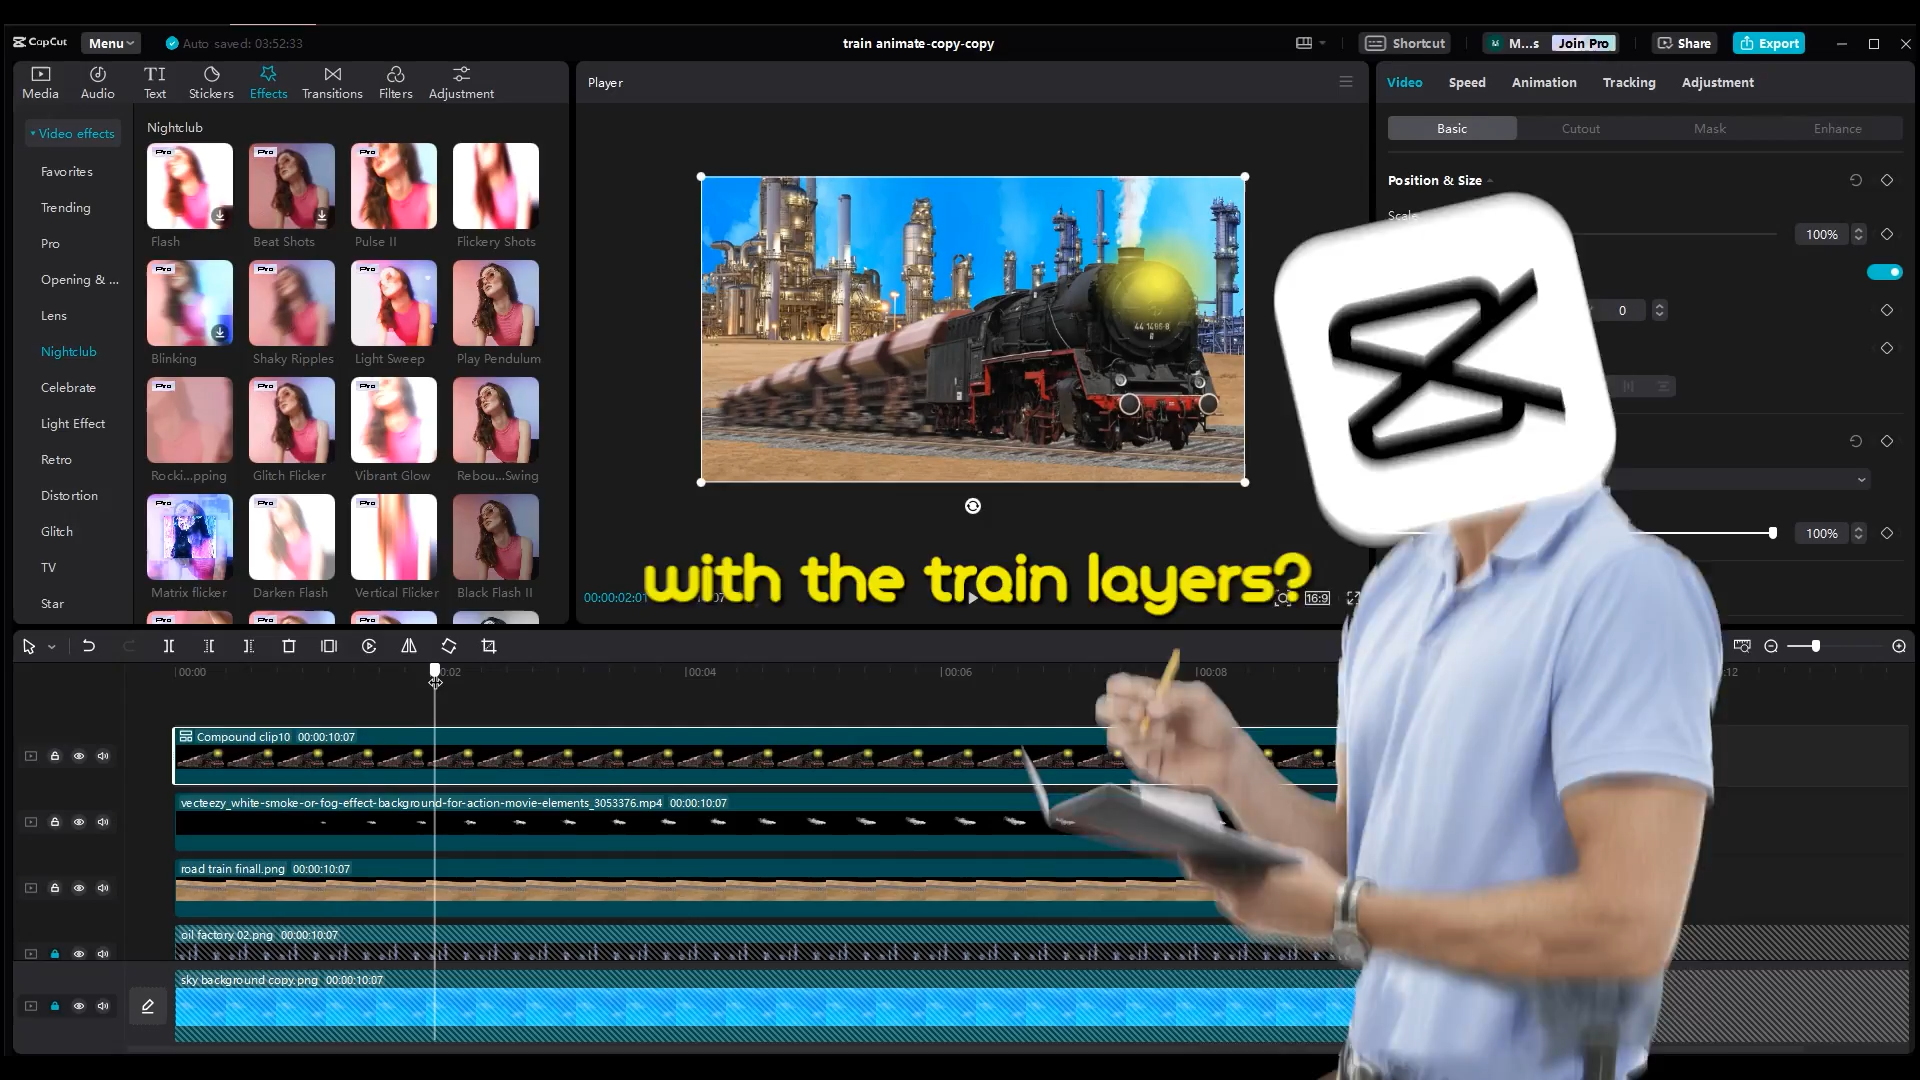 CapCut
Menu
Auto saved: 03:52:33
train animate-copy-copy
Shortcut
M...s
Join Pro
Share
Export
Media
Audio
Text
Stickers
Effects
Transitions
Filters
Adjustment
Player
Video
Speed
Animation
Tracking
Adjustment
Basic
Cutout
Mask
Enhance
Video effects
Favorites
Trending
Pro
Opening & ...
Lens
Nightclub
Celebrate
Light Effect
Retro
Distortion
Glitch
TV
Star
Nightclub
Pro
Flash
Pro
Beat Shots
Pro
Pulse II
Flickery Shots
Pro
Blinking
Pro
Shaky Ripples
Pro
Light Sweep
Play Pendulum
Pro
Rocki...pping
Pro
Glitch Flicker
Pro
Vibrant Glow
Rebou...Swing
Pro
Matrix flicker
Pro
Darken Flash
Pro
Vertical Flicker
Black Flash II
Position & Size
Scale
100%
0
100%
with the train layers?
00:00:02:01
16:9
00:00
00:02
00:04
00:06
00:08
Compound clip10 00:00:10:07
vecteezy_white-smoke-or-fog-effect-background-for-action-movie-elements_3053376.mp4 00:00:10:07
road train finall.png 00:00:10:07
oil factory 02.png 00:00:10:07
sky background copy.png 00:00:10:07